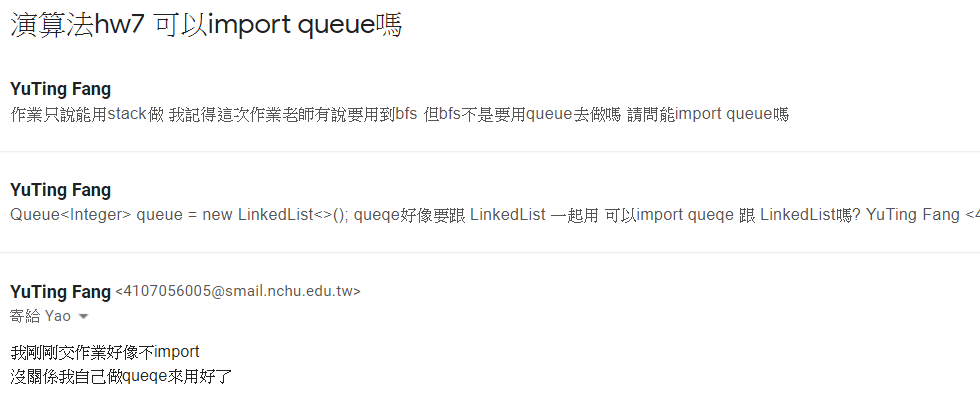 演算法hw7 可以import queue嗎
YuTing Fang
作業只說能用stack做 我記得這次作業老師有說要用到bfs 但bfs不是要用queue去做嗎 請問能import queue嗎
YuTing Fang
Queue<Integer> queue = new LinkedList<>(); queqe好像要跟 LinkedList 一起用 可以import queqe 跟 LinkedList嗎? YuTing Fang <4
YuTing Fang <4107056005@smail.nchu.edu.tw>
寄給 Yao
我剛剛交作業好像不import
沒關係我自己做queqe來用好了